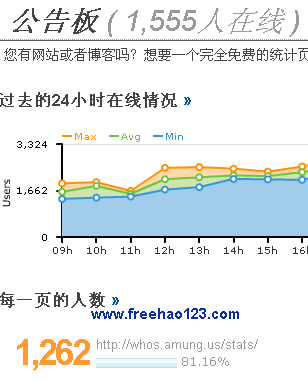 公告板 ( 1,555人在线 )
您有网站或者博客吗? 想要一个完全免费的统计页
过去的24小时在线情况 »
Max Avg Min
3,324
1,662
0
Users
09h 10h 11h 12h 13h 14h 15h 16h
每一页的人数 »
www.freehao123.com
1,262 http://whos.amung.us/stats/
81.16%